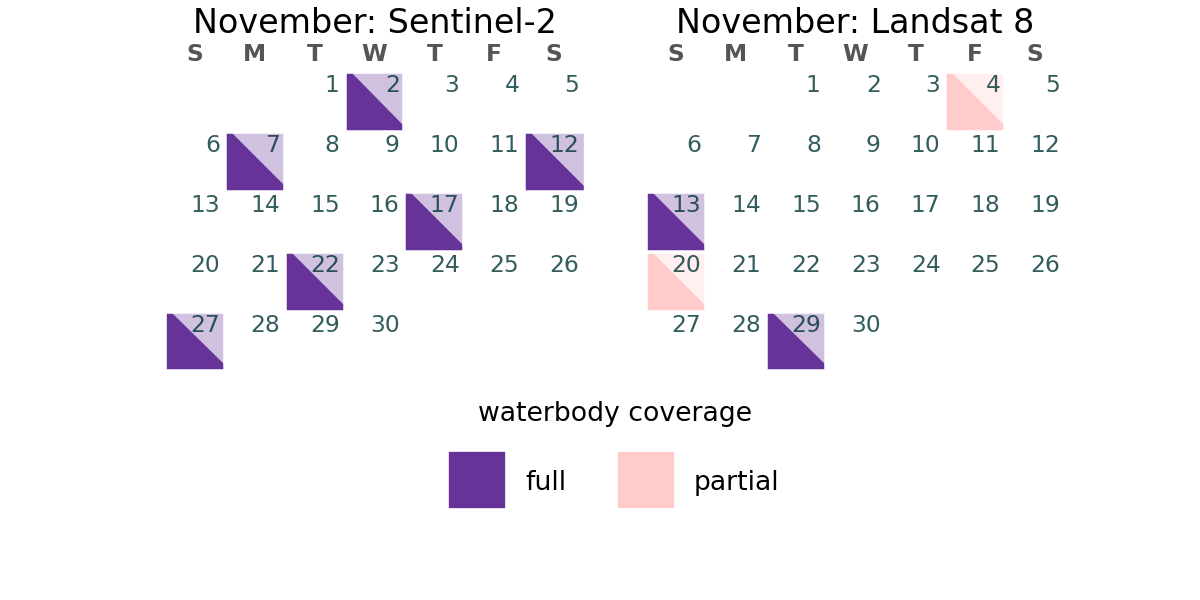 November: Sentinel-2
S M T W T F S
1 2 3 4 5
6 7 8 9 10 11 12
13 14 15 16 17 18 19
20 21 22 23 24 25 26
27 28 29 30
November: Landsat 8
S M T W T F S
1 2 3 4 5
6 7 8 9 10 11 12
13 14 15 16 17 18 19
20 21 22 23 24 25 26
27 28 29 30
waterbody coverage
full
partial